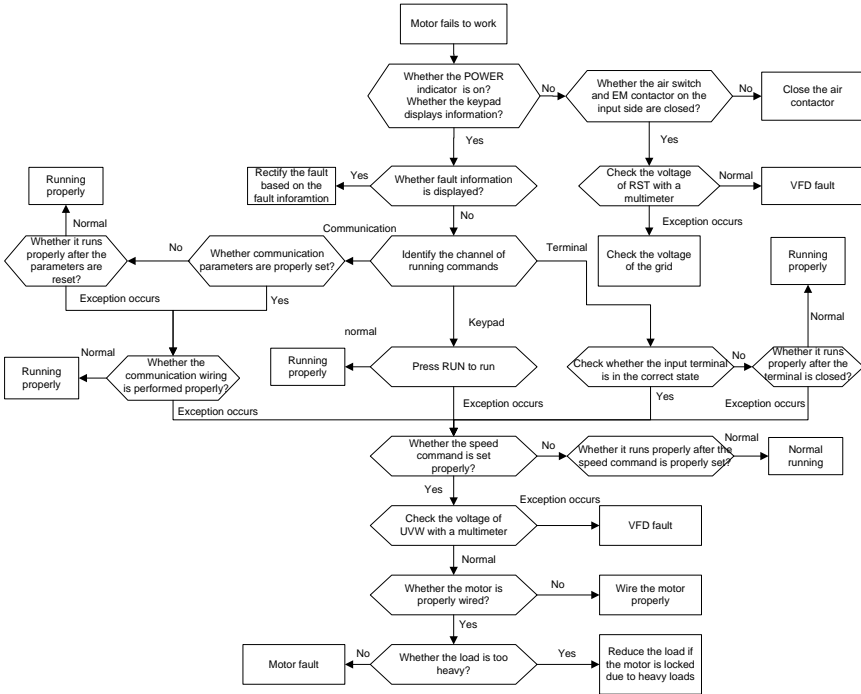 Motor fails to work
Whether the POWER
indicator is on?
Whether the keypad
displays information?
No
Whether the air switch
and EM contactor on the
input side are closed?
No
Close the air
contactor
Yes
Yes
Rectify the fault
based on the
fault inforamtion
Yes
Whether fault information
is displayed?
Check the voltage
of RST with a
multimeter
Normal
VFD fault
Running
properly
Normal
No
Exception occurs
Communication
Whether it runs
properly after the
parameters are
reset?
No
Whether communication
parameters are properly set?
Identify the channel of
running commands
Terminal
Check the voltage
of the grid
Running
properly
Exception occurs
Yes
Keypad
normal
Normal
Running
properly
Normal
Whether the
communication wiring
is performed properly?
Running
properly
Press RUN to run
Check whether the input terminal
is in the correct state
No
Whether it runs
properly after the
terminal is closed?
Exception occurs
Exception occurs
Yes
Exception occurs
Whether the speed
command is set
properly?
No
Whether it runs properly after the
speed command is properly set?
Normal
Normal
running
Yes
Exception occurs
Check the voltage of
UVW with a multimeter
VFD fault
Normal
Whether the motor is
properly wired?
No
Wire the motor
properly
Yes
Motor fault
No
Whether the load is too
heavy?
Yes
Reduce the load if
the motor is locked
due to heavy loads